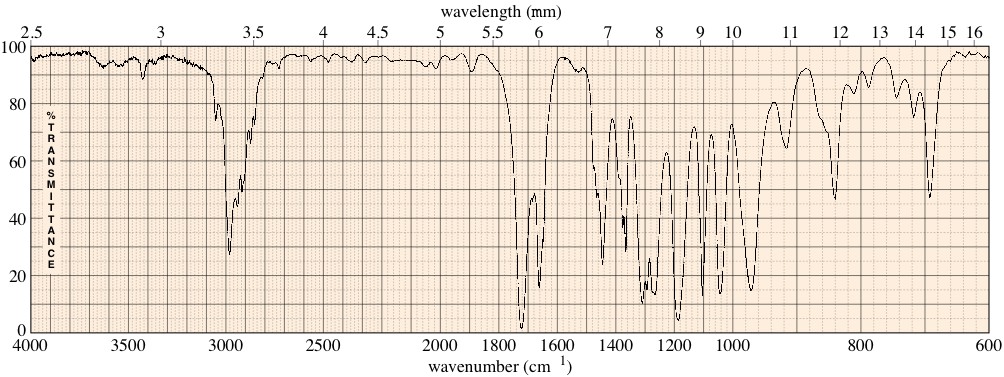 wavelength (mm)
2.5 3 3.5 4 4.5 5 5.5 6 7 8 9 10 11 12 13 14 15 16
100
80
60
40
20
0
%
T
R
A
N
S
M
I
T
T
A
N
C
E
4000 3500 3000 2500 2000 1800 1600 1400 1200 1000 800 600
wavenumber (cm 1)